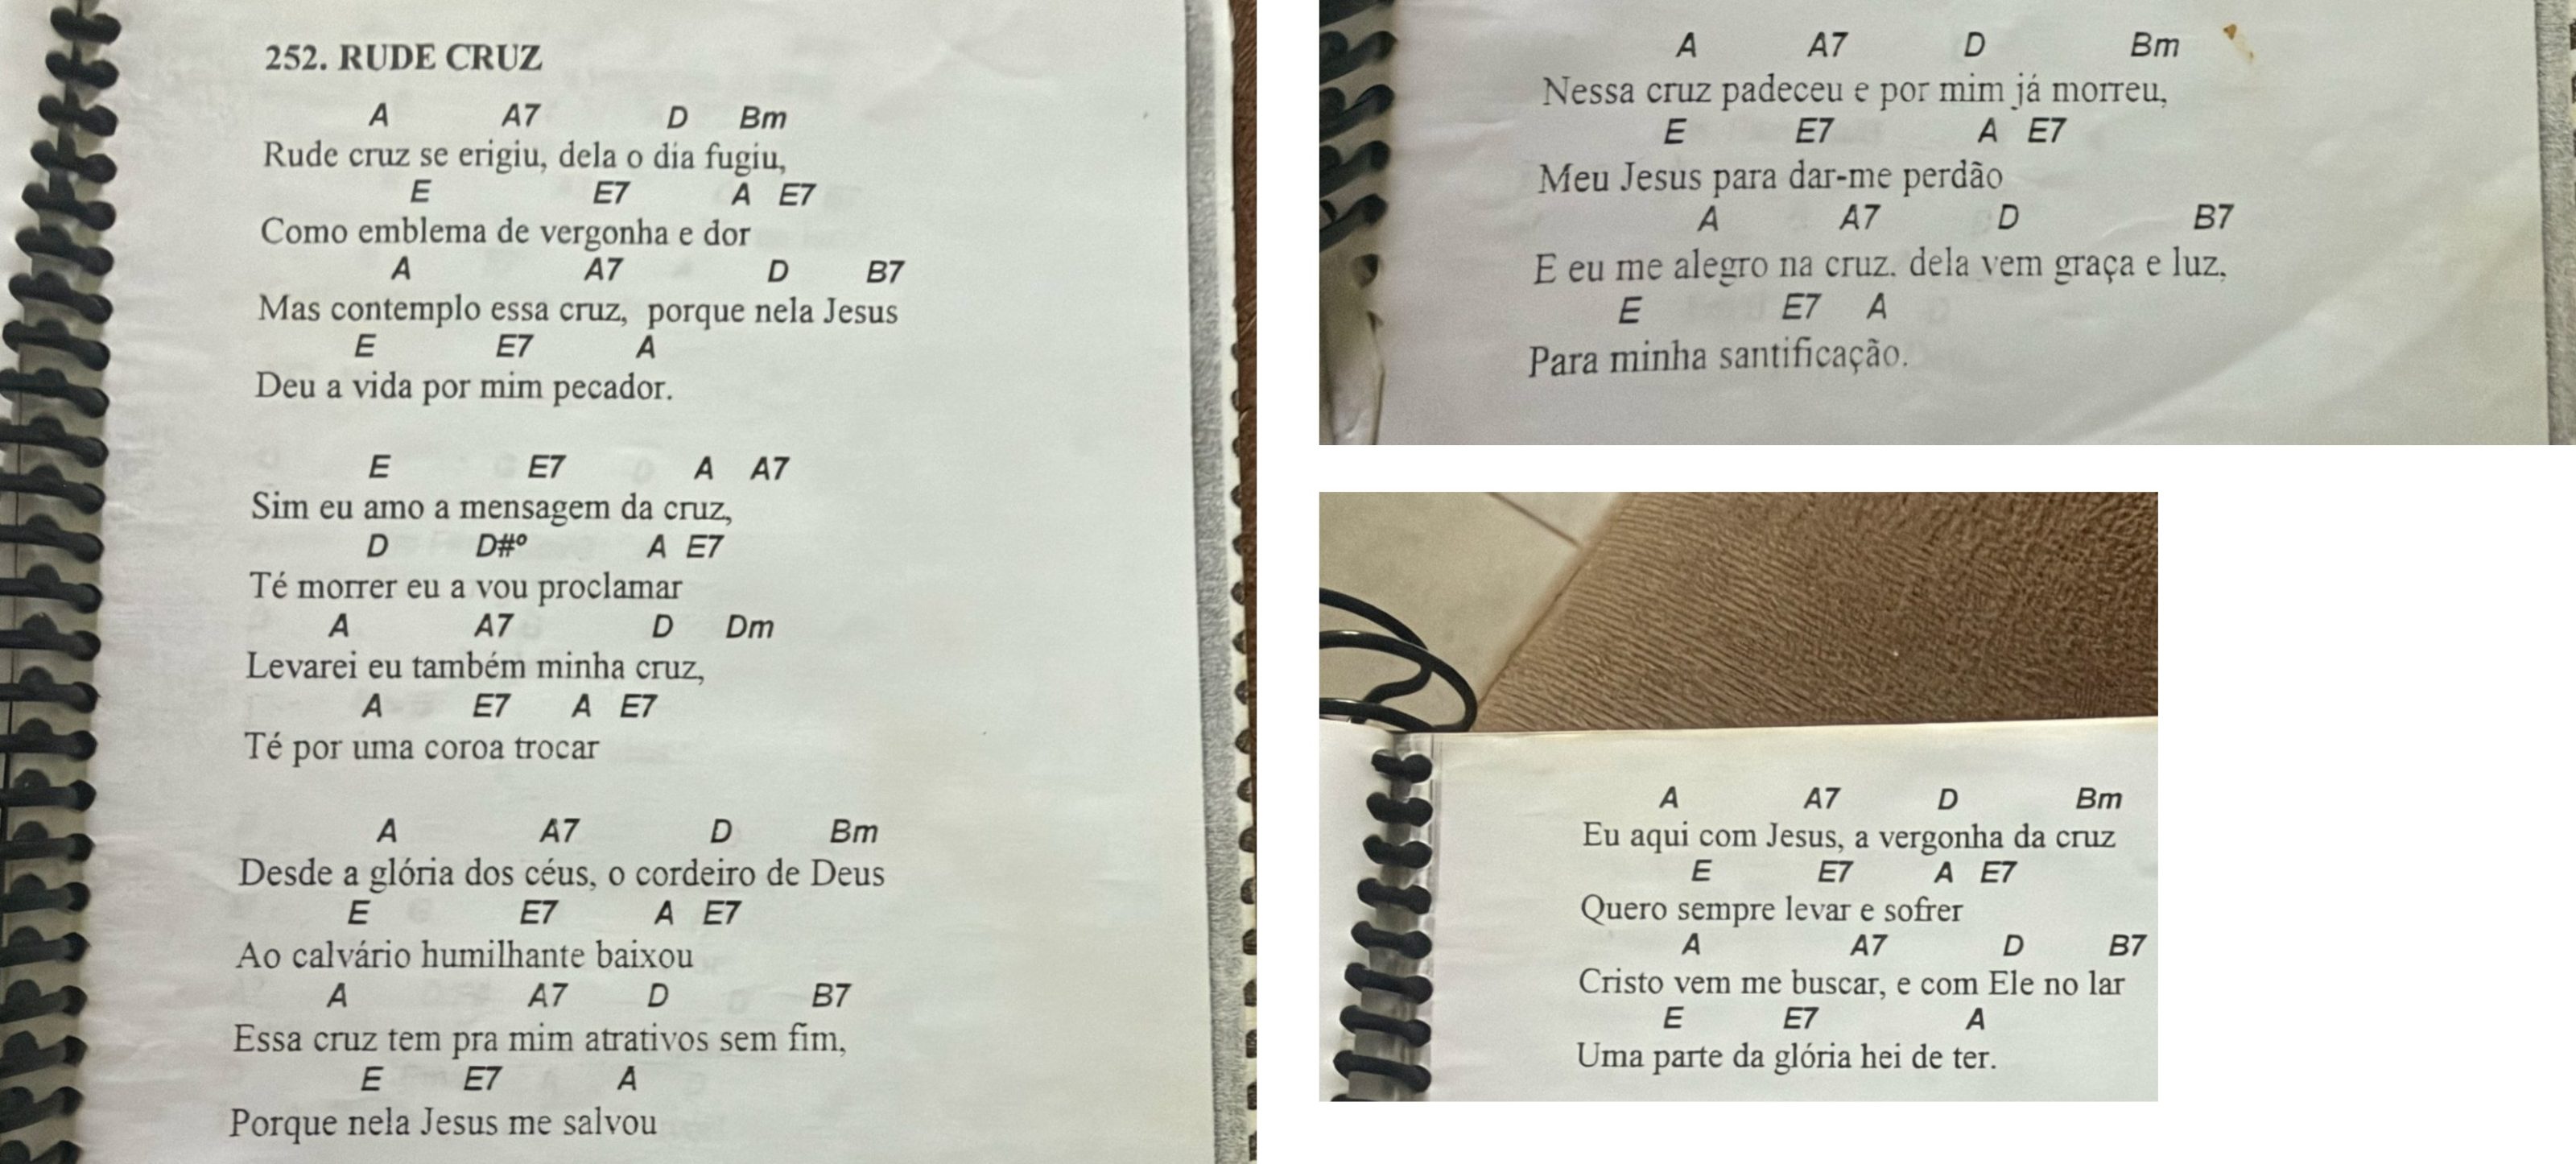 252. RUDE CRUZ
A A7 D Bm
Rude cruz se erigiu, dela o dia fugiu,
E E7 A E7
Como emblema de vergonha e dor
A A7 D B7
Mas contemplo essa cruz, porque nela Jesus
E E7 A
Deu a vida por mim pecador.
E E7 A A7
Sim eu amo a mensagem da cruz,
D D#º A E7
Té morrer eu a vou proclamar
A A7 D Dm
Levarei eu também minha cruz,
A E7 A E7
Té por uma coroa trocar
A A7 D Bm
Desde a glória dos céus, o cordeiro de Deus
E E7 A E7
Ao calvário humilhante baixou
A A7 D B7
Essa cruz tem pra mim atrativos sem fim,
E E7 A
Porque nela Jesus me salvou
A A7 D Bm
Nessa cruz padeceu e por mim já morreu,
E E7 A E7
Meu Jesus para dar-me perdão
A A7 D B7
E eu me alegro na cruz. dela vem graça e luz,
E E7 A
Para minha santificação.
A A7 D Bm
Eu aqui com Jesus, a vergonha da cruz
E E7 A E7
Quero sempre levar e sofrer
A A7 D B7
Cristo vem me buscar, e com Ele no lar
E E7 A
Uma parte da glória hei de ter.